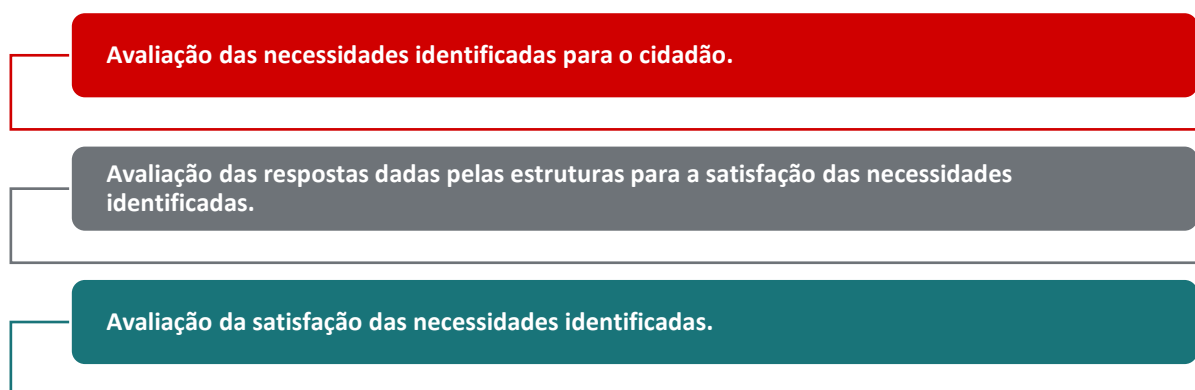 Avaliação das necessidades identificadas para o cidadão.
Avaliação das respostas dadas pelas estruturas para a satisfação das necessidades
identificadas.
Avaliação da satisfação das necessidades identificadas.